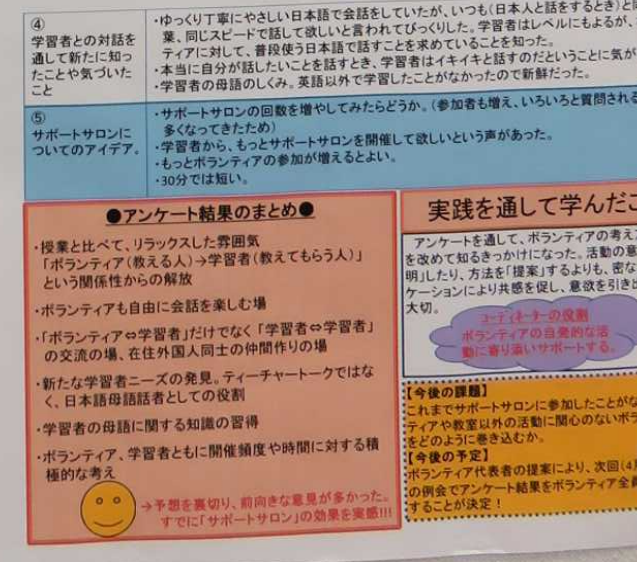 ④
学習者との対話を
通して新たに知っ
たことや気づいた
こと
・ゆっくり丁寧にやさしい日本語で会話をしていたが、いつも(日本人と話をするとき)と同
葉、同じスピードで話して欲しいと言われてびっくりした。学習者はレベルにもよるが、
ティアに対して、普段使う日本語で話すことを求めていることを知った。
・本当に自分が話したいことを話すとき、学習者はイキイキと話すのだということに気が
・学習者の母語のしくみ。英語以外で学習したことがなかったので新鮮だった。
⑤
サポートサロンに
ついてのアイデア。
・サポートサロンの回数を増やしてみたらどうか。(参加者も増え、いろいろと質問される
多くなってきたため)
・学習者から、もっとサポートサロンを開催して欲しいという声があった。
・もっとボランティアの参加が増えるとよい。
・30分では短い。
●アンケート結果のまとめ●
・授業と比べて、リラックスした雰囲気
「ボランティア(教える人)→学習者(教えてもらう人)」
という関係性からの解放
・ボランティアも自由に会話を楽しむ場
・「ボランティア⇔学習者」だけでなく「学習者⇔学習者」
の交流の場、在住外国人同士の仲間作りの場
・新たな学習者ニーズの発見。ティーチャートークではな
く、日本語母語話者としての役割
・学習者の母語に関する知識の習得
・ボランティア、学習者ともに開催頻度や時間に対する積
極的な考え
→予想を裏切り、前向きな意見が多かった。
すでに「サポートサロン」の効果を実感!!!
実践を通して学んだこ
アンケートを通して、ボランティアの考え
を改めて知るきっかけになった。活動の意
明」したり、方法を「提案」するよりも、密な
ケーションにより共感を促し、意欲を引き出
大切。
コーディネーターの役割
ボランティアの自発的な活
動に寄り添いサポートする。
【今後の課題】
これまでサポートサロンに参加したことがな
ティアや教室以外の活動に関心のないボラ
をどのように巻き込むか。
【今後の予定】
ボランティア代表者の提案により、次回(4月
の例会でアンケート結果をボランティア全員
することが決定！